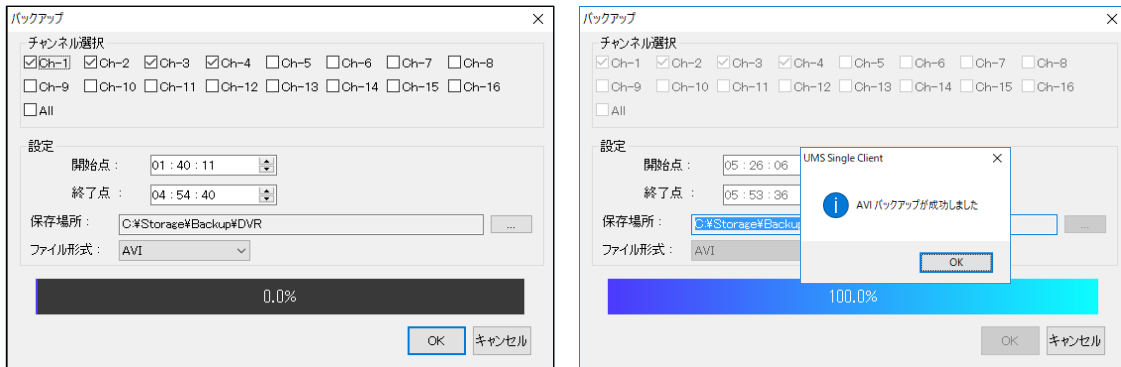 バックアップ
チャンネル選択
Ch-1 Ch-2 Ch-3 Ch-4 Ch-5 Ch-6 Ch-7 Ch-8
Ch-9 Ch-10 Ch-11 Ch-12 Ch-13 Ch-14 Ch-15 Ch-16
All
設定
開始点 : 01 : 40 : 11
終了点 : 04 : 54 : 40
保存場所 : C:¥Storage¥Backup¥DVR ...
ファイル形式 : AVI
0.0%
OK キャンセル
バックアップ
チャンネル選択
Ch-1 Ch-2 Ch-3 Ch-4 Ch-5 Ch-6 Ch-7 Ch-8
Ch-9 Ch-10 Ch-11 Ch-12 Ch-13 Ch-14 Ch-15 Ch-16
All
設定
開始点 : 05 : 26 : 06
終了点 : 05 : 53 : 36
保存場所 : C:¥Storage¥Backup ...
ファイル形式 : AVI
UMS Single Client
AVI バックアップが成功しました
OK
100.0%
OK キャンセル